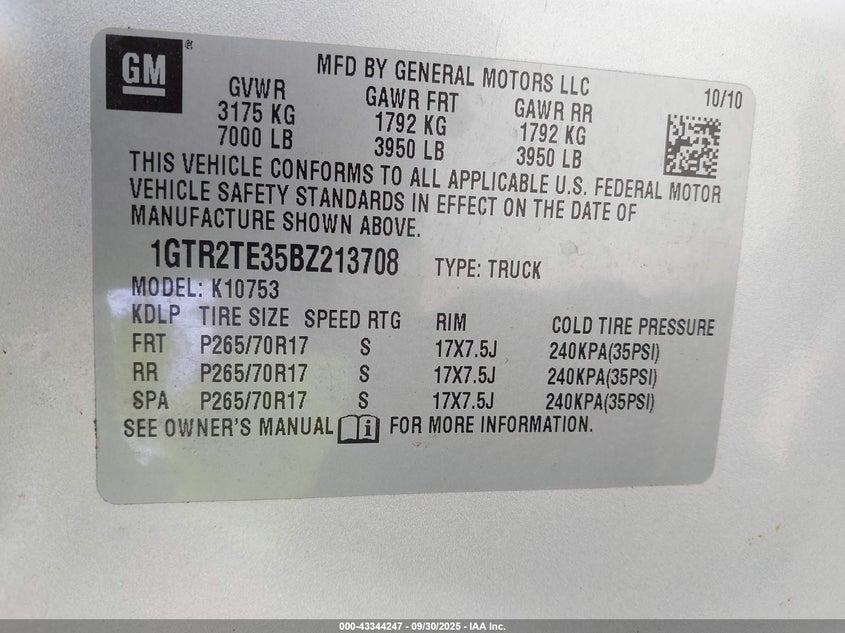 GM
®
MFD BY GENERAL MOTORS LLC
10/10
GVWR GAWR FRT GAWR RR
3175 KG 1792 KG 1792 KG
7000 LB 3950 LB 3950 LB
THIS VEHICLE CONFORMS TO ALL APPLICABLE U.S. FEDERAL MOTOR
VEHICLE SAFETY STANDARDS IN EFFECT ON THE DATE OF
MANUFACTURE SHOWN ABOVE.
1GTR2TE35BZ213708 TYPE: TRUCK
MODEL: K10753
KDLP TIRE SIZE SPEED RTG RIM COLD TIRE PRESSURE
FRT P265/70R17 S 17X7.5J 240KPA(35PSI)
RR P265/70R17 S 17X7.5J 240KPA(35PSI)
SPA P265/70R17 S 17X7.5J 240KPA(35PSI)
SEE OWNER'S MANUAL i FOR MORE INFORMATION.
000-43344247 - 09/30/2025 - IAA Inc.